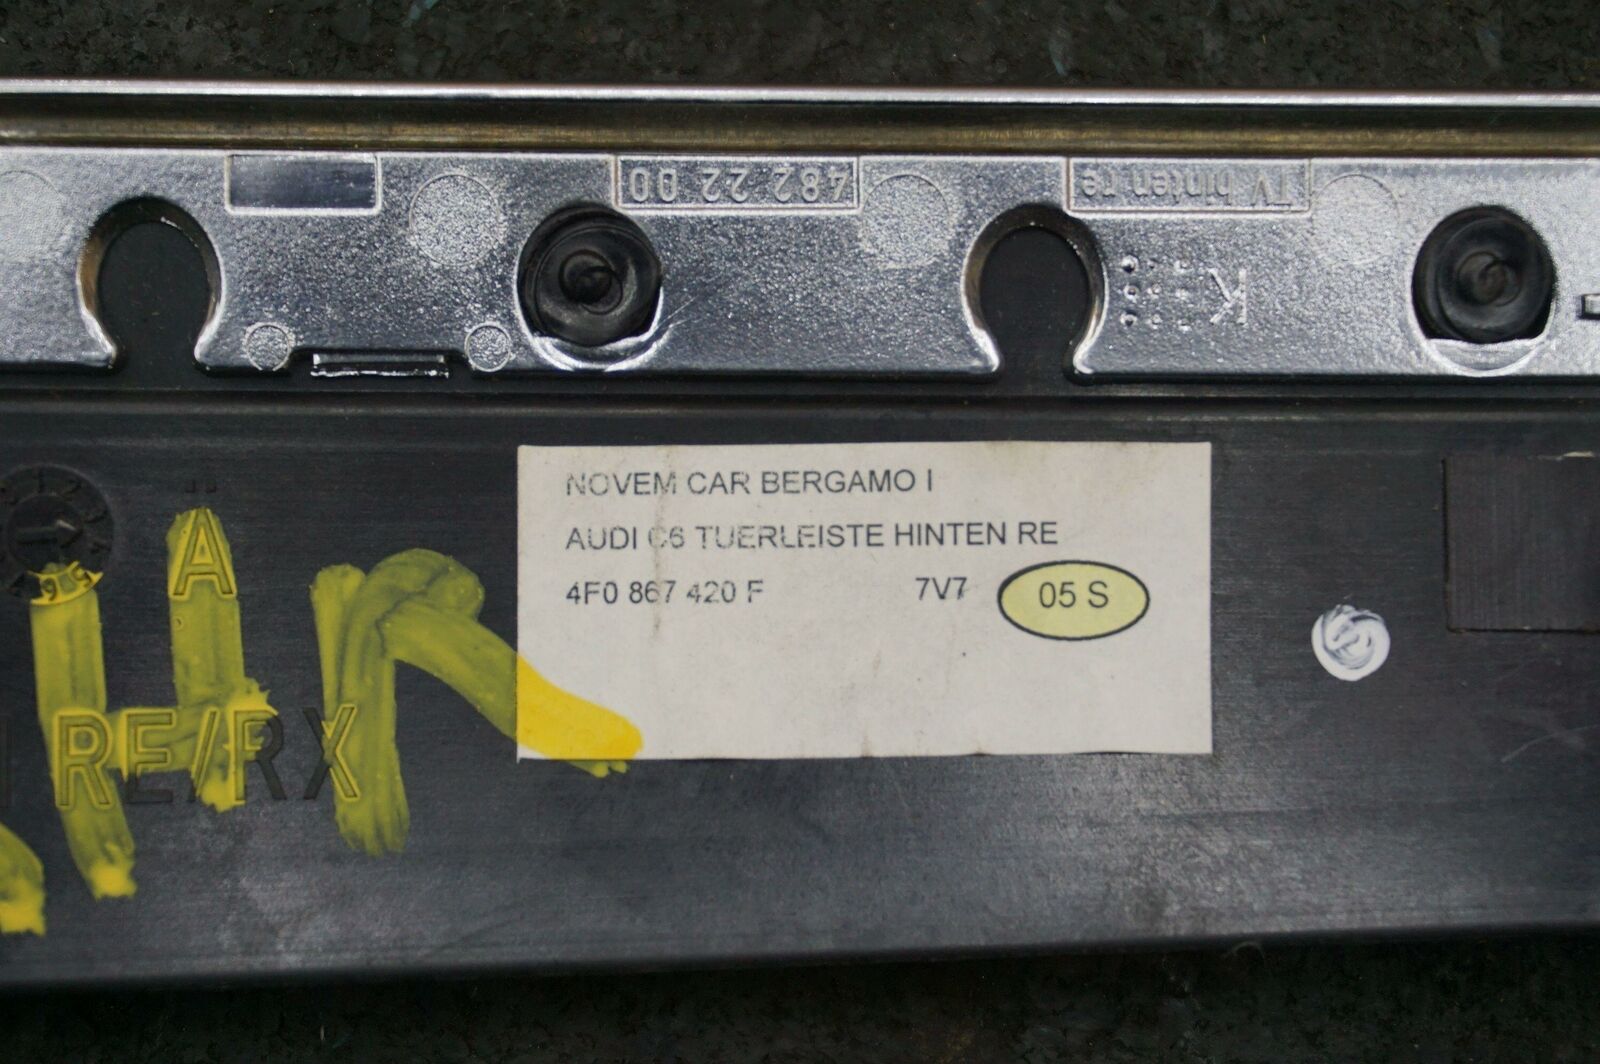 482 22 00
TV hinten re
K
NOVEM CAR BERGAMO I
AUDI C6 TUERLEISTE HINTEN RE
4F0 867 420 F 7V7 05 S
A
RE/RX